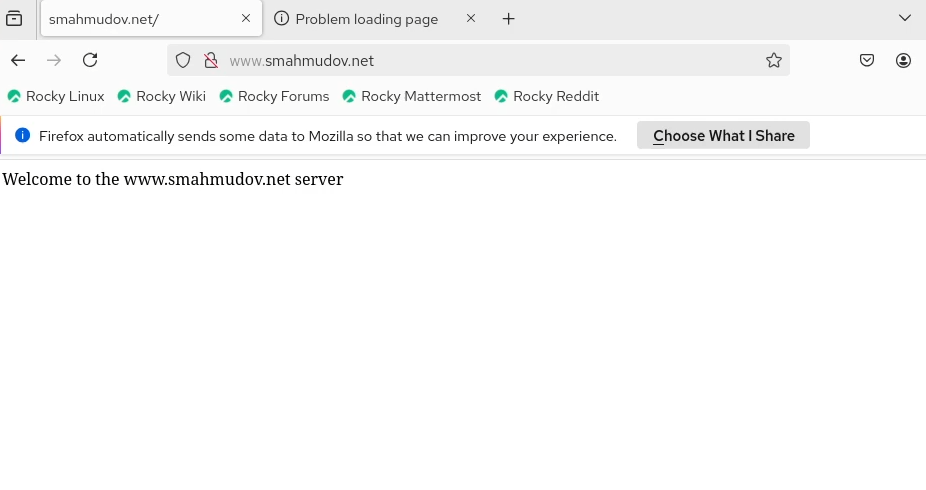 smahmudov.net/
Problem loading page
www.smahmudov.net
Rocky Linux Rocky Wiki Rocky Forums Rocky Mattermost Rocky Reddit
Firefox automatically sends some data to Mozilla so that we can improve your experience. Choose What I Share
Welcome to the www.smahmudov.net server